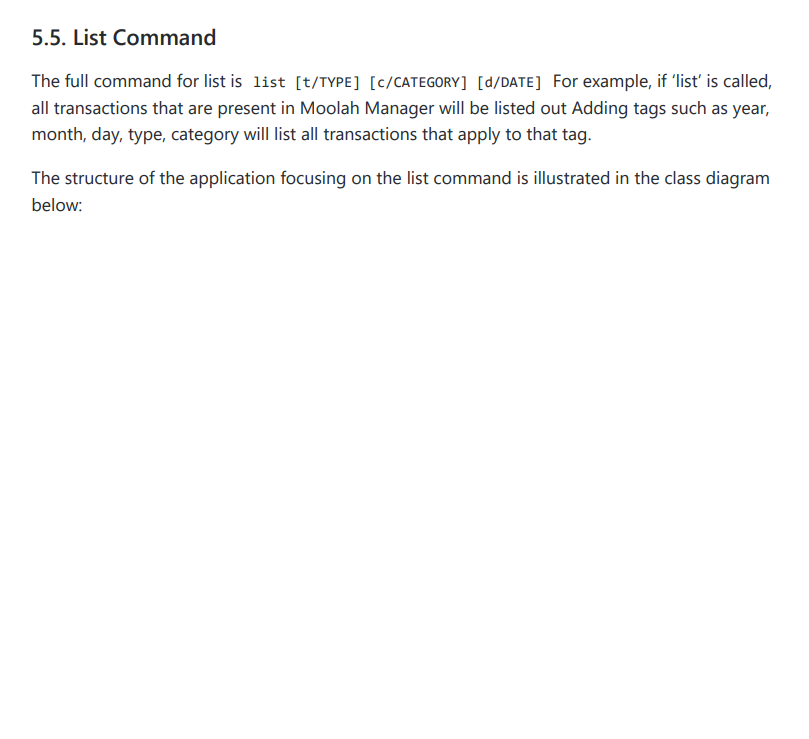 5.5. List Command
The full command for list is list [t/TYPE] [c/CATEGORY] [d/DATE] For example, if ‘list’ is called,
all transactions that are present in Moolah Manager will be listed out Adding tags such as year,
month, day, type, category will list all transactions that apply to that tag.
The structure of the application focusing on the list command is illustrated in the class diagram
below: